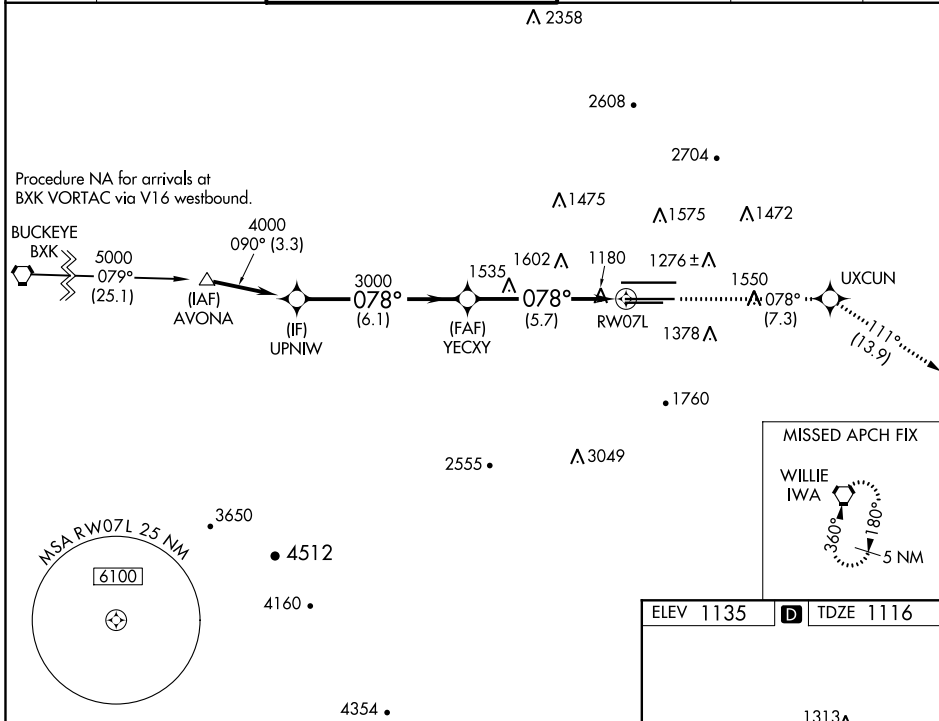 2358
2608
2704
Procedure NA for arrivals at
BXK VORTAC via V16 westbound.
1475
1575
1472
BUCKEYE
BXK
5000
079°
(25.1)
4000
090° (3.3)
(IAF)
AVONA
3000
078°
(6.1)
(IF)
UPNIW
1535
1602
1180
1276±
(FAF)
YECXY
078°
(5.7)
RW07L
1550
078°
(7.3)
UXCUN
111°
(13.9)
1378
1760
2555
3049
MISSED APCH FIX
WILLIE
IWA
360°
180°
5 NM
3650
4512
4160
4354
MSA RW07L 25 NM
6100
ELEV 1135
D
TDZE 1116
1313